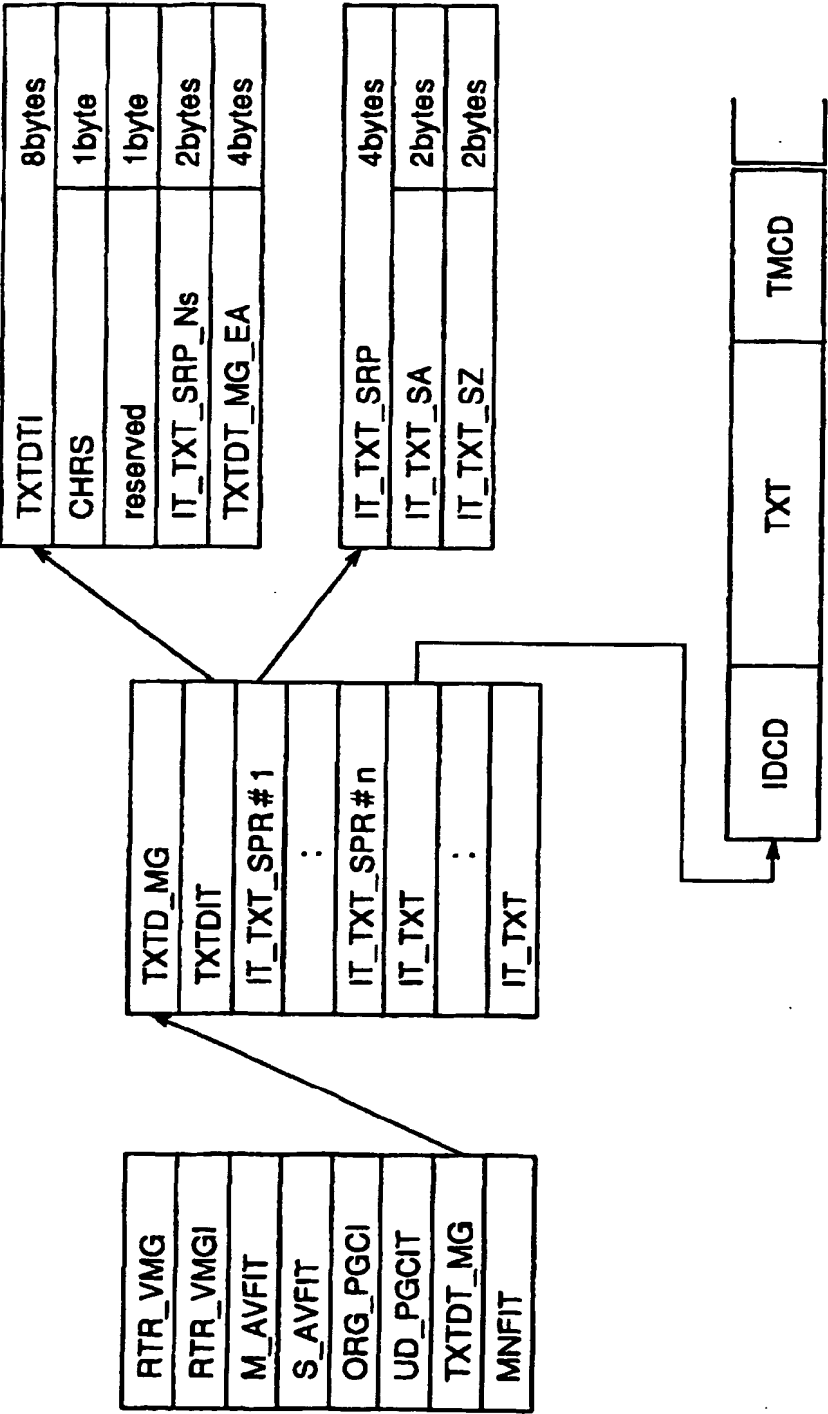 RTR_VMG
RTR_VMGI
M_AVFIT
S_AVFIT
ORG_PGCI
UD_PGCIT
TXTDT_MG
MNFIT
TXTD_MG
TXTDIT
IT_TXT_SPR#1
:
IT_TXT_SPR#n
IT_TXT
:
IT_TXT
TXTDTI 8bytes
CHRS 1byte
reserved 1byte
IT_TXT_SRP_Ns 2bytes
TXTDT_MG_EA 4bytes
IT_TXT_SRP 4bytes
IT_TXT_SA 2bytes
IT_TXT_SZ 2bytes
IDCD TXT TMCD